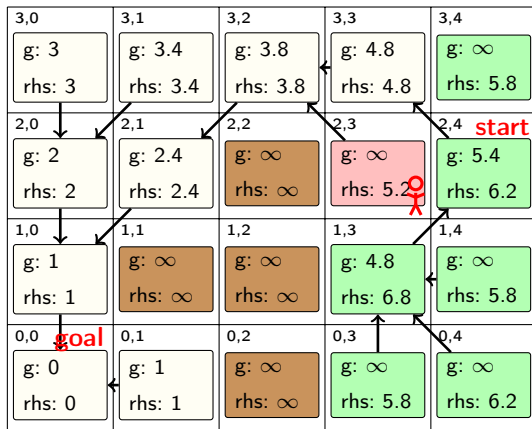 3,0 3,1 3,2 3,3 3,4
g: 3 g: 3.4 g: 3.8 g: 4.8 g: ∞
rhs: 3 rhs: 3.4 rhs: 3.8 rhs: 4.8 rhs: 5.8
2,0 2,1 2,2 2,3 2,4 start
g: 2 g: 2.4 g: ∞ g: ∞ g: 5.4
rhs: 2 rhs: 2.4 rhs: ∞ rhs: 5.2 rhs: 6.2
1,0 1,1 1,2 1,3 1,4
g: 1 g: ∞ g: ∞ g: 4.8 g: ∞
rhs: 1 rhs: ∞ rhs: ∞ rhs: 6.8 rhs: 5.8
0,0 goal 0,1 0,2 0,3 0,4
g: 0 g: 1 g: ∞ g: ∞ g: ∞
rhs: 0 rhs: 1 rhs: ∞ rhs: 5.8 rhs: 6.2